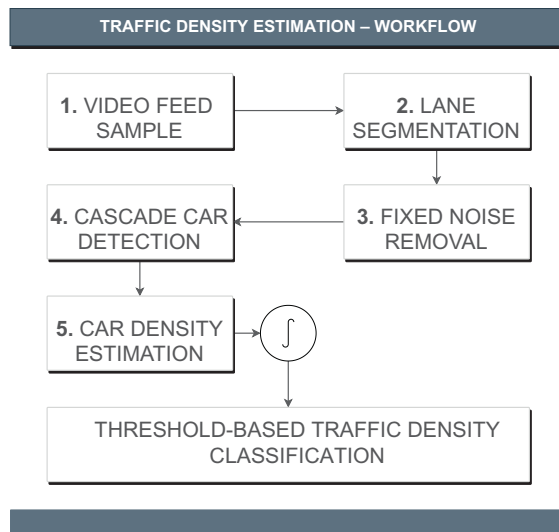 TRAFFIC DENSITY ESTIMATION – WORKFLOW
1. VIDEO FEED
SAMPLE
2. LANE
SEGMENTATION
3. FIXED NOISE
REMOVAL
4. CASCADE CAR
DETECTION
5. CAR DENSITY
ESTIMATION
∫
THRESHOLD-BASED TRAFFIC DENSITY
CLASSIFICATION